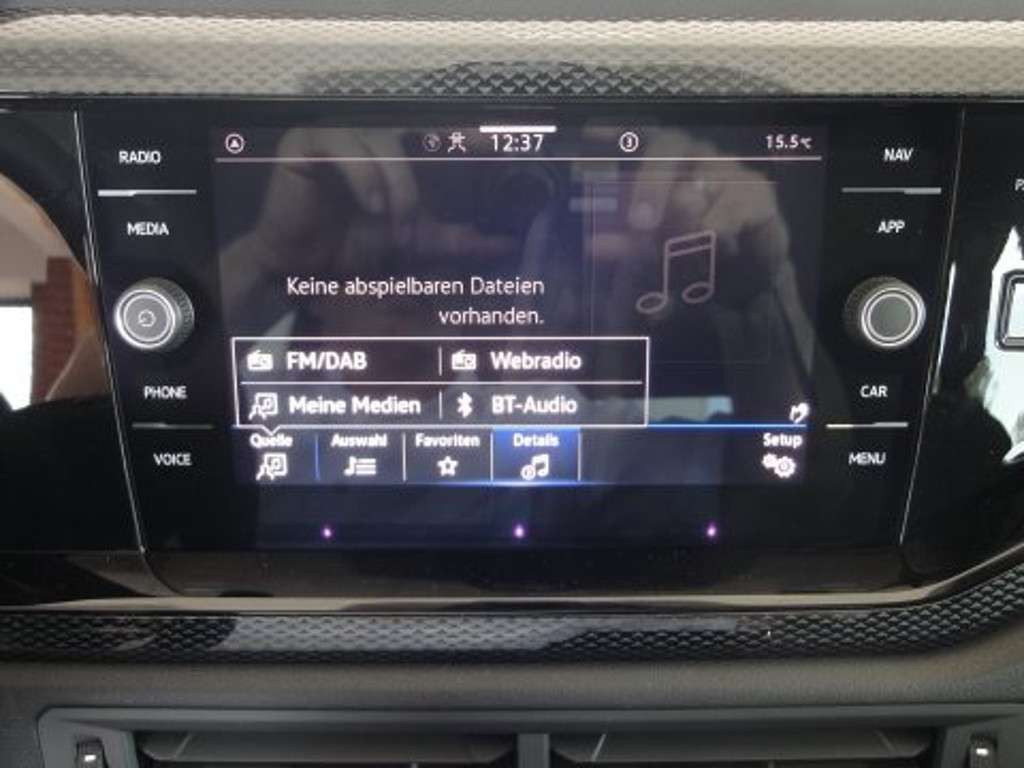 12:37
3
15.5°C
RADIO
NAV
MEDIA
APP
Keine abspielbaren Dateien
vorhanden.
FM/DAB
Webradio
Meine Medien
BT-Audio
PHONE
CAR
VOICE
MENU
Quelle
Auswahl
Favoriten
Details
Setup